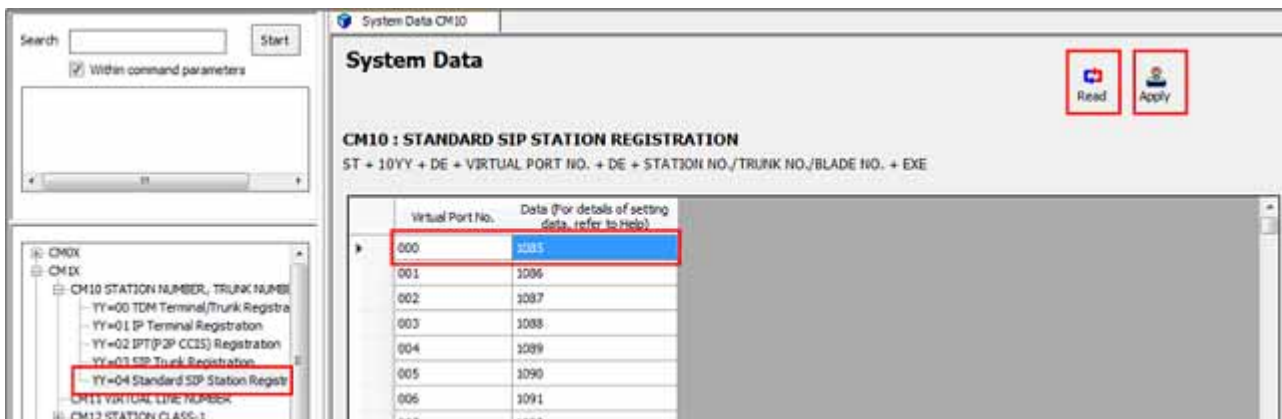 Search
Start
Within command parameters
System Data CM10
System Data
Read
Apply
CM10 : STANDARD SIP STATION REGISTRATION
ST + 10YY + DE + VIRTUAL PORT NO. + DE + STATION NO./TRUNK NO./BLADE NO. + EXE
Virtual Port No.
Data (For details of setting
data, refer to Help)
000 1085
001 1086
002 1087
003 1088
004 1089
005 1090
006 1091
CM0X
CM1X
CM10 STATION NUMBER, TRUNK NUMBE
YY=00 TDM Terminal/Trunk Registra
YY=01 IP Terminal Registration
YY=02 IPT(P2P CCIS) Registration
YY=03 SIP Trunk Registration
YY=04 Standard SIP Station Registr
CM11 VIRTUAL LINE NUMBER
CM12 STATION CLASS-1